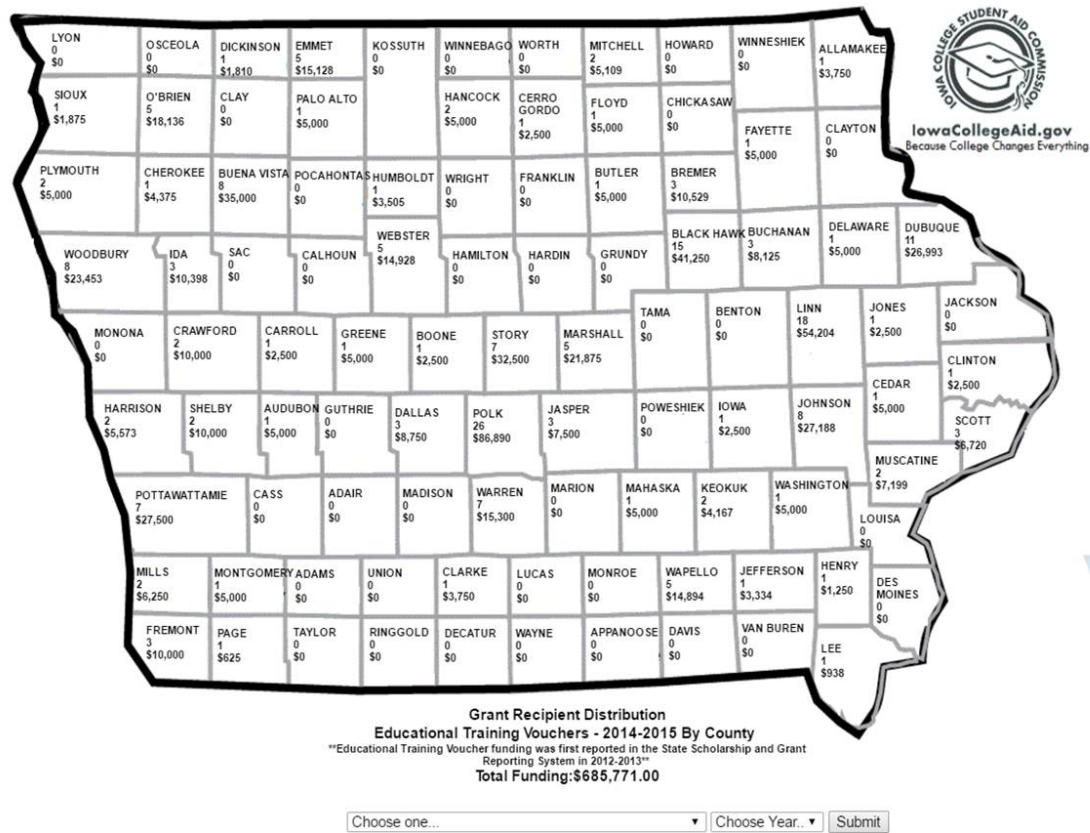 LYON
0
$0
OSCEOLA
0
$0
DICKINSON
1
$1,810
EMMET
5
$15,128
KOSSUTH
0
$0
WINNEBAGO
0
$0
WORTH
0
$0
MITCHELL
2
$5,109
HOWARD
0
$0
WINNESHIEK
0
$0
ALLAMAKEE
1
$3,750
IOWA COLLEGE STUDENT AID COMMISSION
IowaCollegeAid.gov
Because College Changes Everything
SIOUX
1
$1,875
O'BRIEN
5
$18,136
CLAY
0
$0
PALO ALTO
1
$5,000
HANCOCK
2
$5,000
CERRO
GORDO
1
$2,500
FLOYD
1
$5,000
CHICKASAW
0
$0
FAYETTE
1
$5,000
CLAYTON
0
$0
PLYMOUTH
2
$5,000
CHEROKEE
1
$4,375
BUENA VISTA
8
$35,000
POCAHONTAS
0
$0
HUMBOLDT
1
$3,505
WRIGHT
0
$0
FRANKLIN
0
$0
BUTLER
1
$5,000
BREMER
3
$10,529
WOODBURY
8
$23,453
IDA
3
$10,398
SAC
0
$0
CALHOUN
0
$0
WEBSTER
5
$14,928
HAMILTON
0
$0
HARDIN
0
$0
GRUNDY
0
$0
BLACK HAWK
15
$41,250
BUCHANAN
3
$8,125
DELAWARE
1
$5,000
DUBUQUE
11
$26,993
MONONA
0
$0
CRAWFORD
2
$10,000
CARROLL
1
$2,500
GREENE
1
$5,000
BOONE
1
$2,500
STORY
7
$32,500
MARSHALL
5
$21,875
TAMA
0
$0
BENTON
0
$0
LINN
18
$54,204
JONES
1
$2,500
JACKSON
0
$0
CLINTON
1
$2,500
CEDAR
1
$5,000
HARRISON
2
$5,573
SHELBY
2
$10,000
AUDUBON
1
$5,000
GUTHRIE
0
$0
DALLAS
3
$8,750
POLK
26
$86,890
JASPER
3
$7,500
POWESHIEK
0
$0
IOWA
1
$2,500
JOHNSON
8
$27,188
SCOTT
3
$6,720
MUSCATINE
2
$7,199
POTTAWATTAMIE
7
$27,500
CASS
0
$0
ADAIR
0
$0
MADISON
0
$0
WARREN
7
$15,300
MARION
0
$0
MAHASKA
1
$5,000
KEOKUK
2
$4,167
WASHINGTON
1
$5,000
LOUISA
0
$0
MILLS
2
$6,250
MONTGOMERY
1
$5,000
ADAMS
0
$0
UNION
0
$0
CLARKE
1
$3,750
LUCAS
0
$0
MONROE
0
$0
WAPELLO
5
$14,894
JEFFERSON
1
$3,334
HENRY
1
$1,250
DES
MOINES
0
$0
FREMONT
3
$10,000
PAGE
1
$625
TAYLOR
0
$0
RINGGOLD
0
$0
DECATUR
0
$0
WAYNE
0
$0
APPANOOSE
0
$0
DAVIS
0
$0
VAN BUREN
0
$0
LEE
1
$938
Grant Recipient Distribution
Educational Training Vouchers - 2014-2015 By County
**Educational Training Voucher funding was first reported in the State Scholarship and Grant
Reporting System in 2012-2013**
Total Funding:$685,771.00
Choose one... Choose Year.. Submit